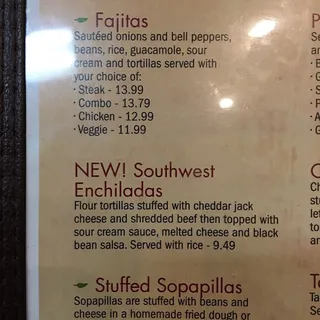 Fajitas
Sautéed onions and bell peppers,
beans, rice, guacamole, sour
cream and tortillas served with
your choice of:
· Steak - 13.99
· Combo - 13.79
· Chicken - 12.99
· Veggie - 11.99
NEW! Southwest
Enchiladas
Flour tortillas stuffed with cheddar jack
cheese and shredded beef then topped with
sour cream sauce, melted cheese and black
bean salsa. Served with rice - 9.49
Stuffed Sopapillas
Sopapillas are stuffed with beans and
cheese in a homemade fried dough or